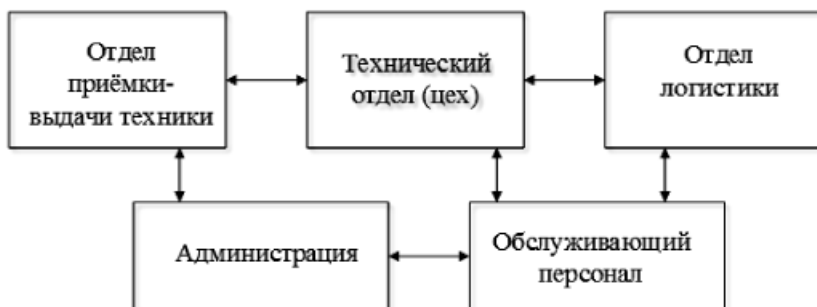 Отдел
приёмки-
выдачи техники
Технический
отдел (цех)
Отдел
логистики
Администрация
Обслуживающий
персонал